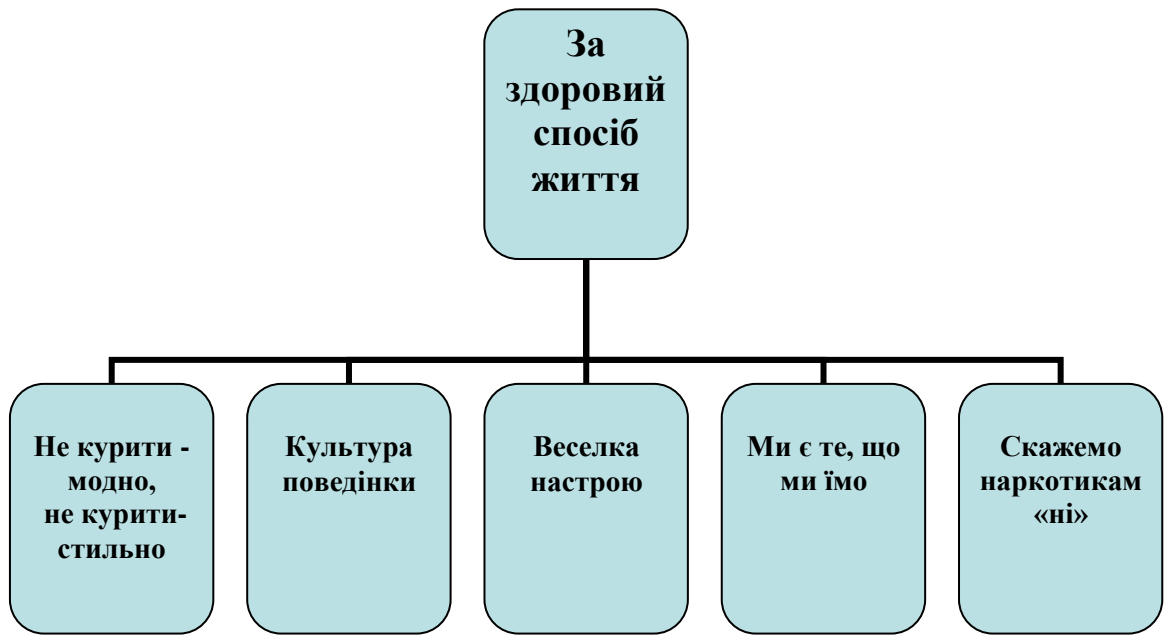 За
здоровий
спосіб
життя
Не курити -
модно,
не курити-
стильно
Культура
поведінки
Веселка
настрою
Ми є те, що
ми їмо
Скажемо
наркотикам
«ні»